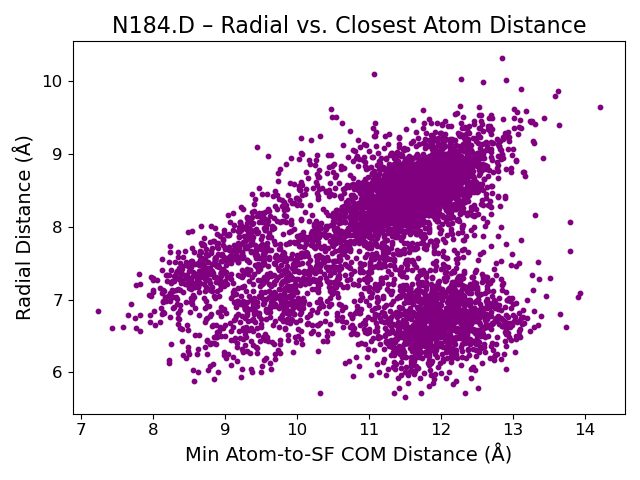 N184.D – Radial vs. Closest Atom Distance
10
9
8
7
6
Radial Distance (Å)
7 8 9 10 11 12 13 14
Min Atom-to-SF COM Distance (Å)